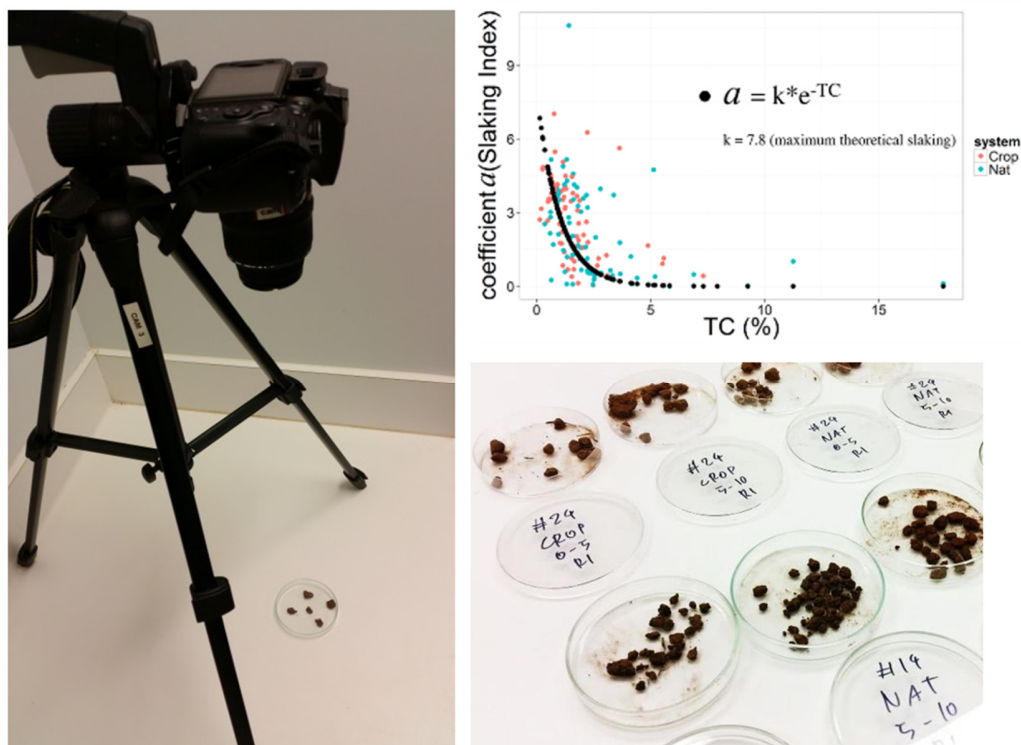 CAM 3
9
6
3
0
0
5
10
15
coefficient a(Slaking Index)
TC (%)
a = k*e-TC
k = 7.8 (maximum theoretical slaking)
system
Crop
Nat
#24
NAT
5-10
R1
#24
NAT
0-5
R1
#24
CROP
5-10
R1
#24
CROP
0-5
R1
#14
NAT
5-10